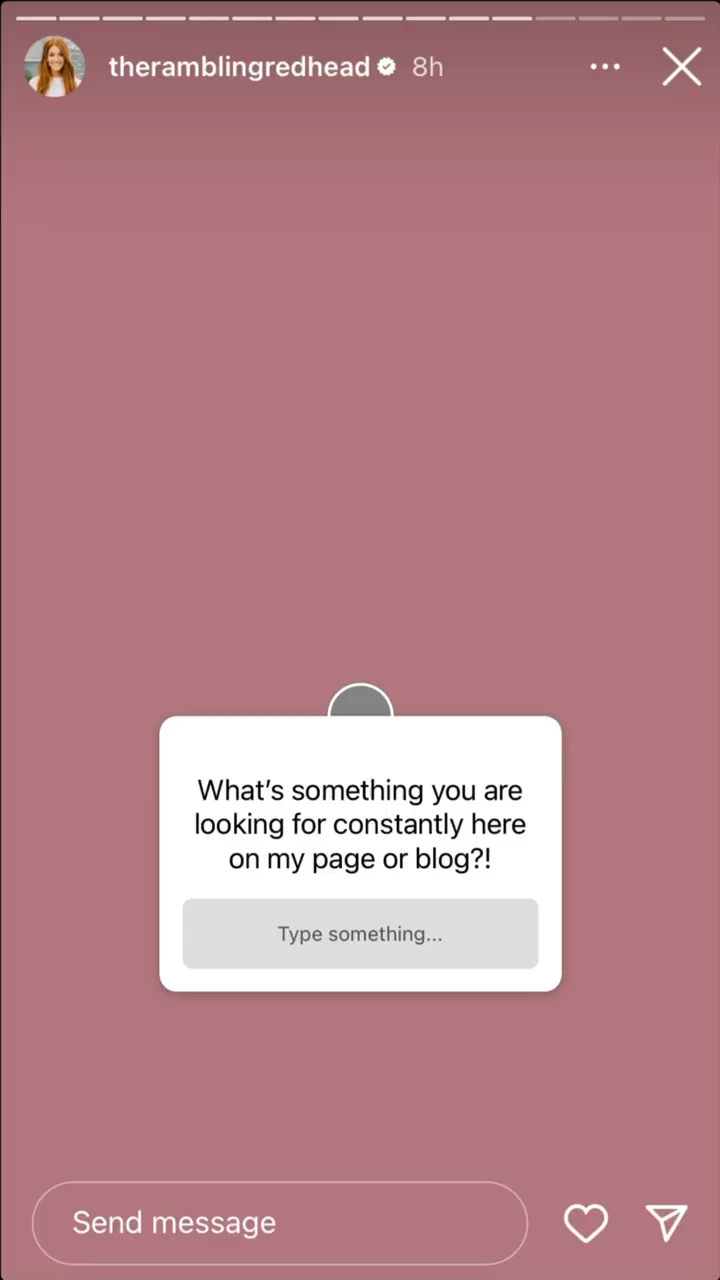 theramblingredhead 8h
What's something you are
looking for constantly here
on my page or blog?!
Type something...
Send message